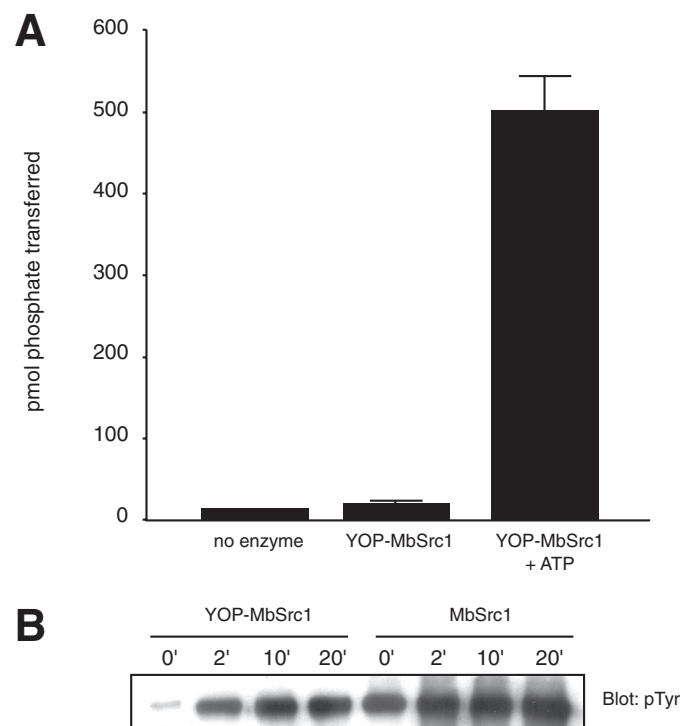 A
pmol phosphate transferred
600
500
400
300
200
100
0
no enzyme
YOP-MbSrc1
YOP-MbSrc1
+ ATP
B
YOP-MbSrc1
MbSrc1
0' 2' 10' 20' 0' 2' 10' 20'
Blot: pTyr